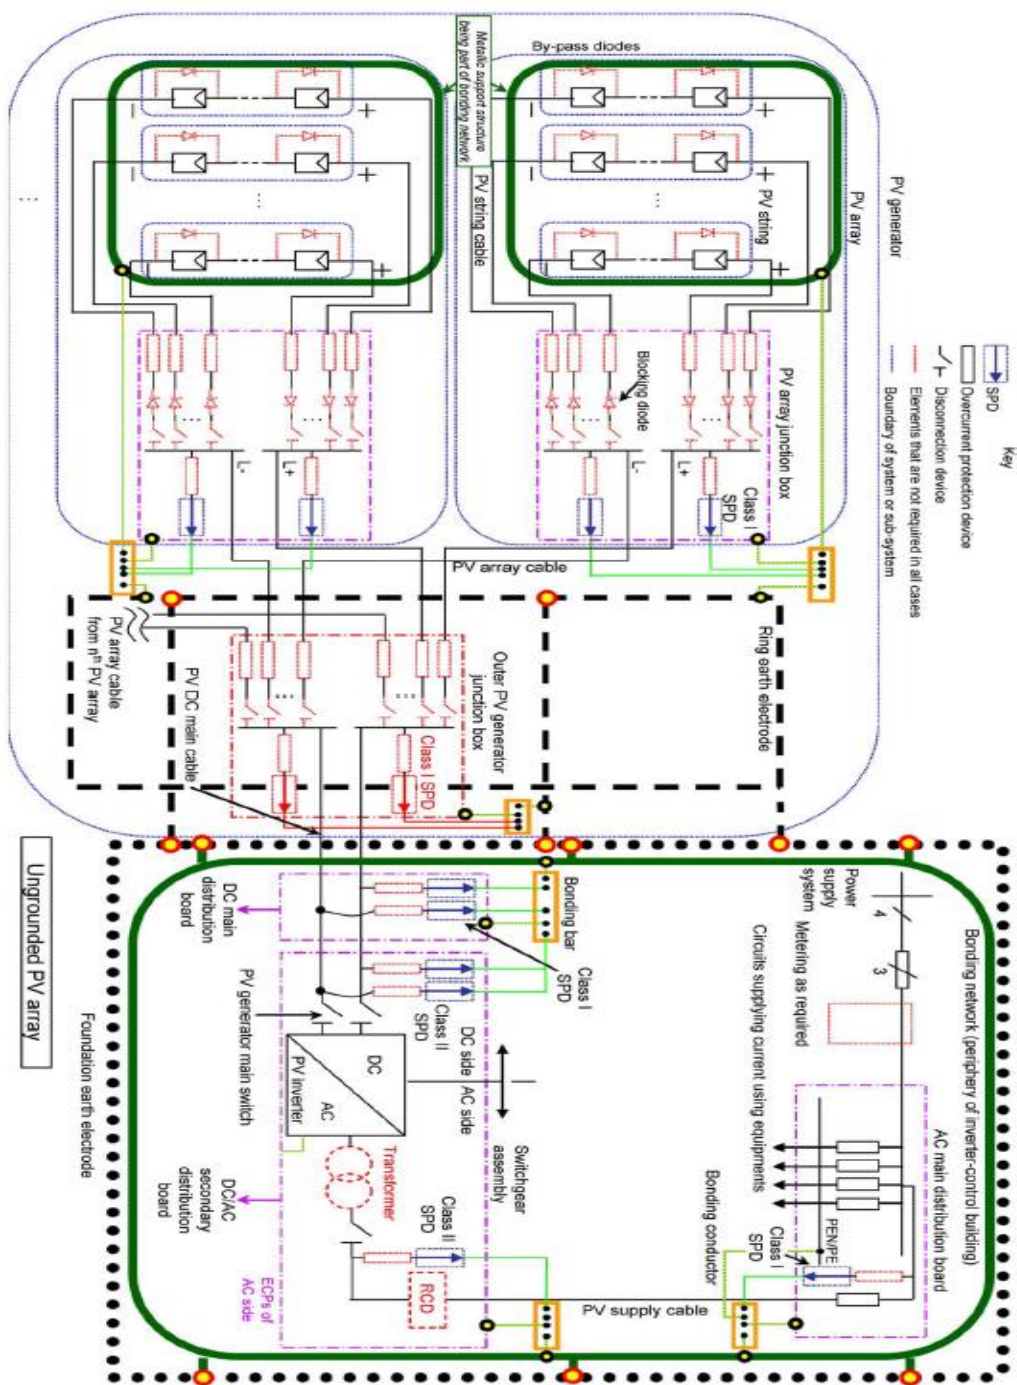 Key
SPD
Overcurrent protection device
Disconnection device
Elements that are not required in all cases
Boundary of system or sub-system
PV generator
PV array
PV string
By-pass diodes
Metallic support structure
being part of bonding network
PV string cable
+
−
+
−
+
−
+
−
+
−
+
−
...
...
...
PV array junction box
Blocking diode
Class I
SPD
L+
L-
L+
L-
PV array cable
Ring earth electrode
Outer PV generator
junction box
Class I SPD
PV DC main cable
PV array cable
from nth PV array
Ungrounded PV array
Bonding network (periphery of inverter-control building)
Power
supply
system
4
3
Metering as required
Circuits supplying current using equipments
AC main distribution board
PEN/PE
Class I
SPD
Bonding conductor
PV supply cable
Bonding bar
Class I
SPD
DC main
distribution
board
Class II
SPD
DC side
AC side
Switchgear
assembly
PV generator main switch
DC
AC
PV inverter
Transformer
Class II
SPD
RCD
DC/AC
secondary
distribution
board
ECPs of
AC side
Foundation earth electrode